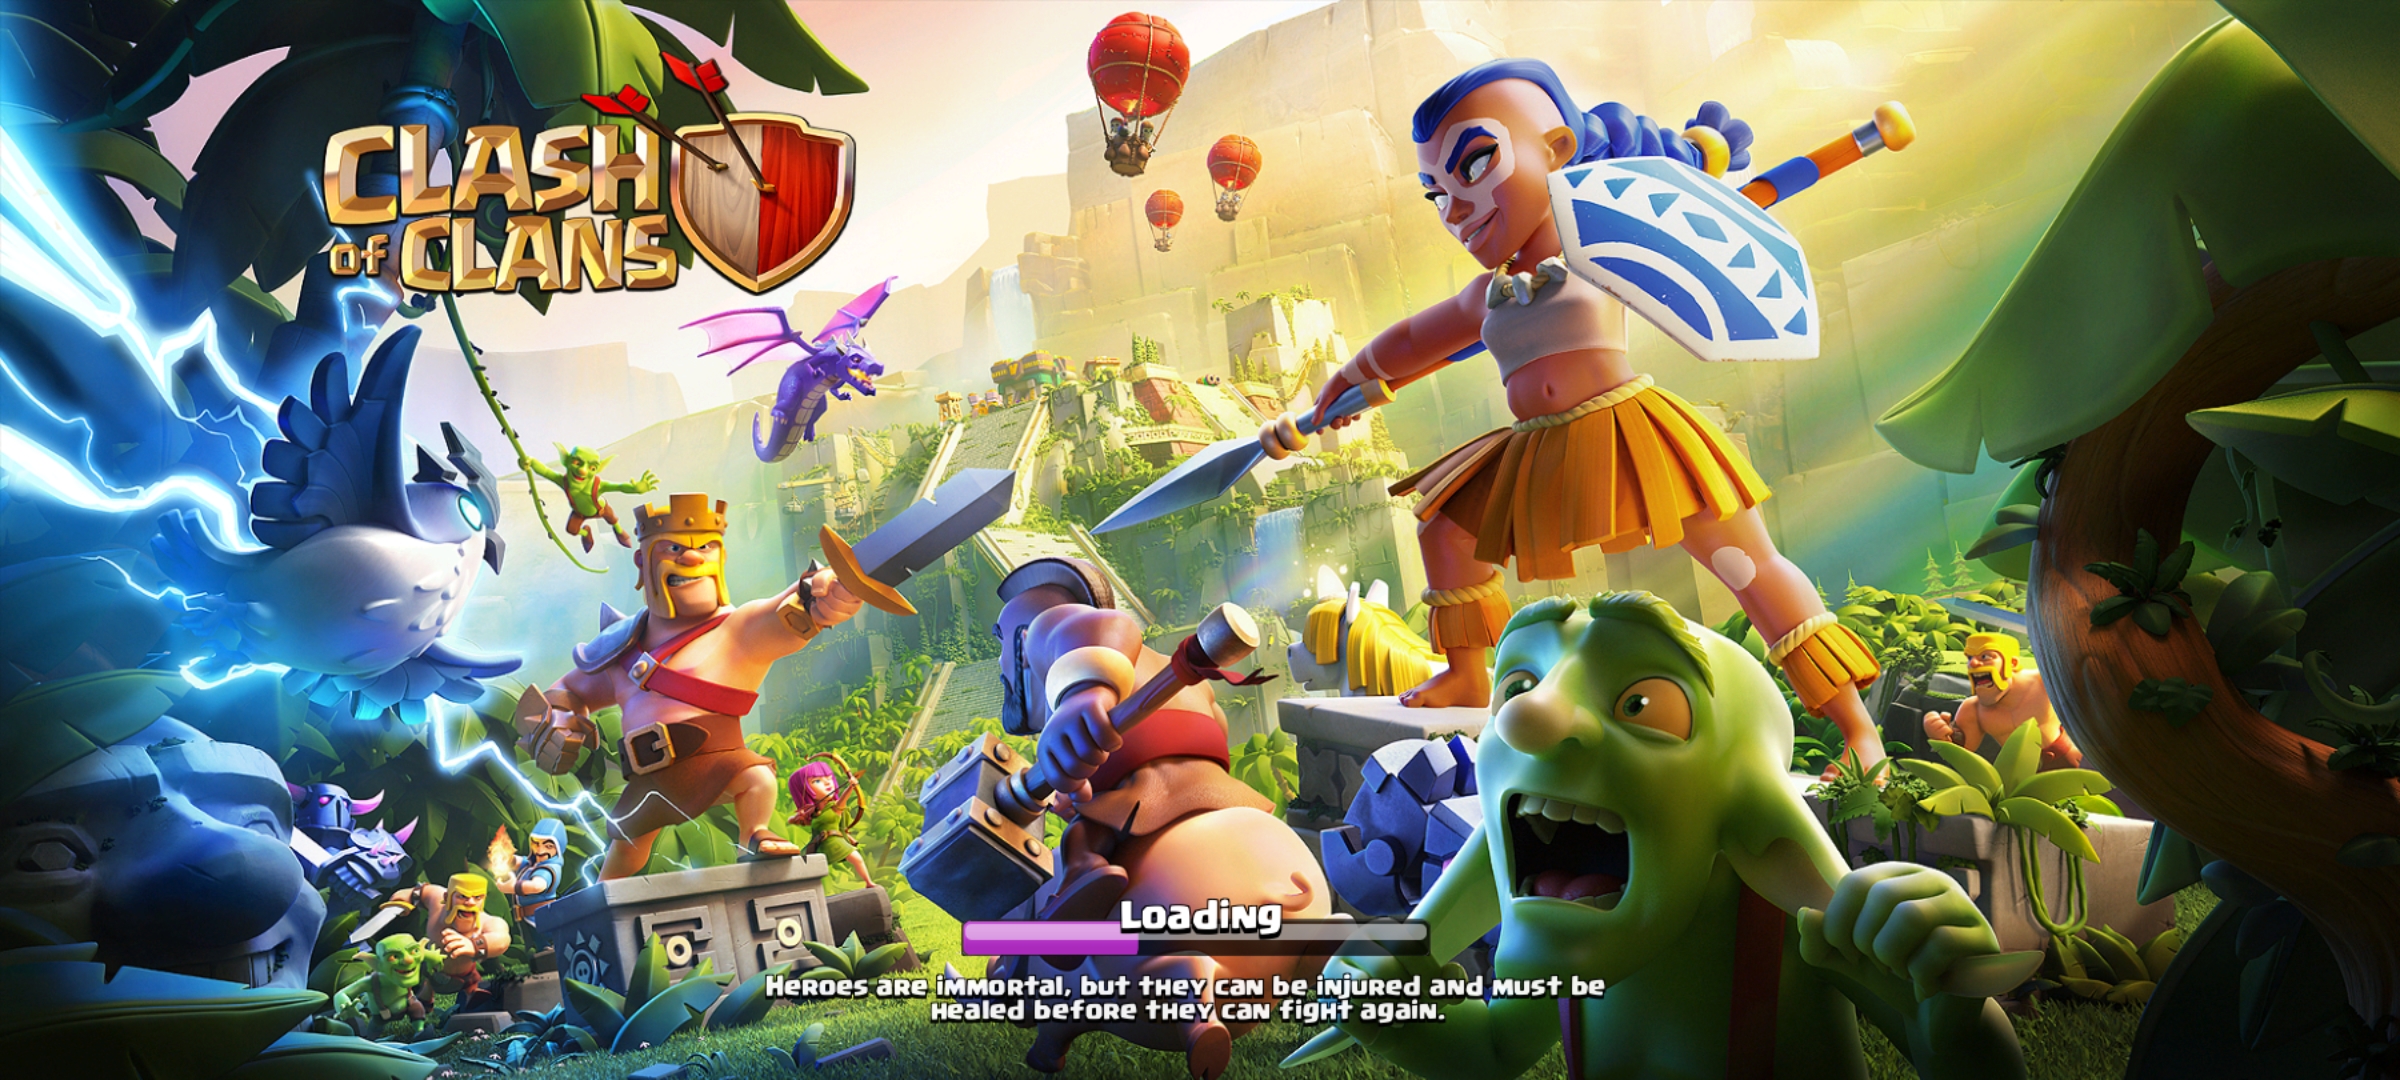 CLASH
OF CLANS
Loading
Heroes are immortal, but they can be injured and must be
healed before they can fight again.